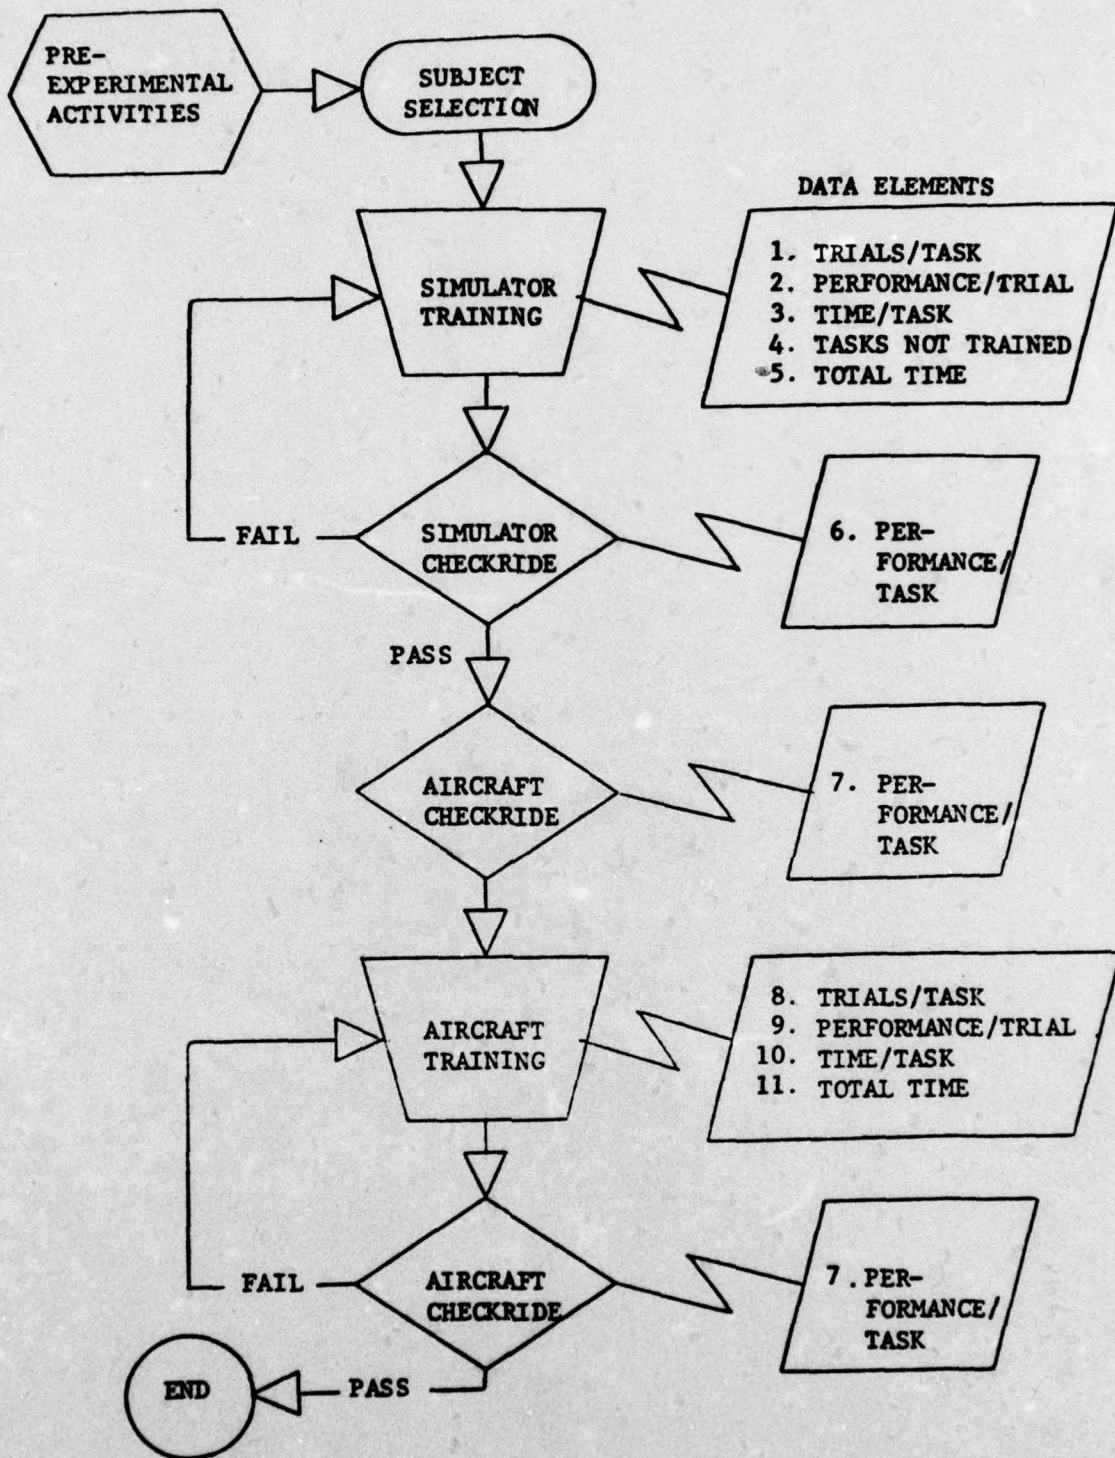 PRE-
EXPERIMENTAL
ACTIVITIES
SUBJECT
SELECTION
DATA ELEMENTS
SIMULATOR
TRAINING
1. TRIALS/TASK
2. PERFORMANCE/TRIAL
3. TIME/TASK
4. TASKS NOT TRAINED
5. TOTAL TIME
FAIL
SIMULATOR
CHECKRIDE
6. PER-
FORMANCE/
TASK
PASS
AIRCRAFT
CHECKRIDE
7. PER-
FORMANCE/
TASK
AIRCRAFT
TRAINING
8. TRIALS/TASK
9. PERFORMANCE/TRIAL
10. TIME/TASK
11. TOTAL TIME
FAIL
AIRCRAFT
CHECKRIDE
7. PER-
FORMANCE/
TASK
END
PASS